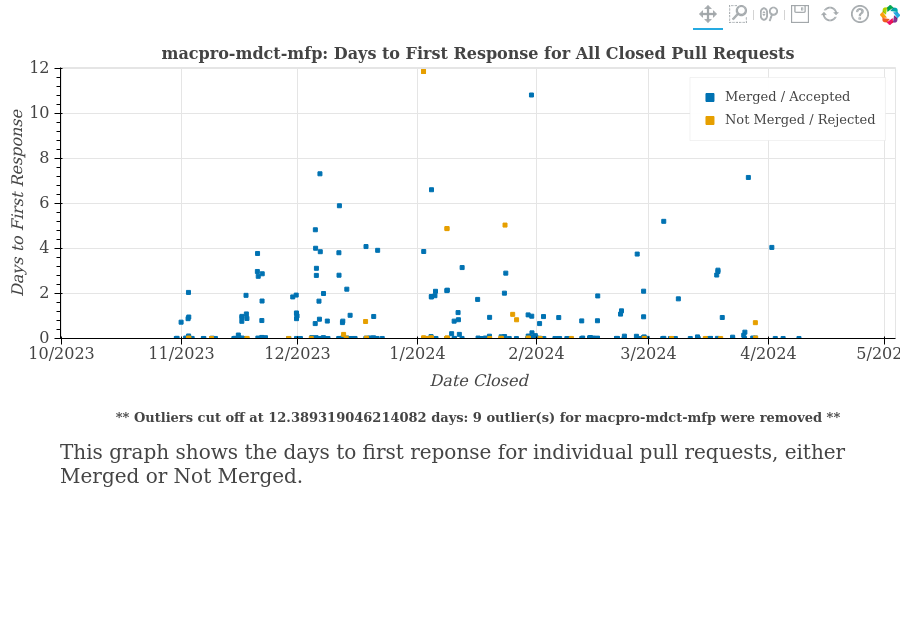 macpro-mdct-mfp: Days to First Response for All Closed Pull Requests
12
10
8
6
4
2
0
Days to First Response
Merged / Accepted
Not Merged / Rejected
10/2023 11/2023 12/2023 1/2024 2/2024 3/2024 4/2024 5/202
Date Closed
** Outliers cut off at 12.389319046214082 days: 9 outlier(s) for macpro-mdct-mfp were removed **
This graph shows the days to first reponse for individual pull requests, either
Merged or Not Merged.